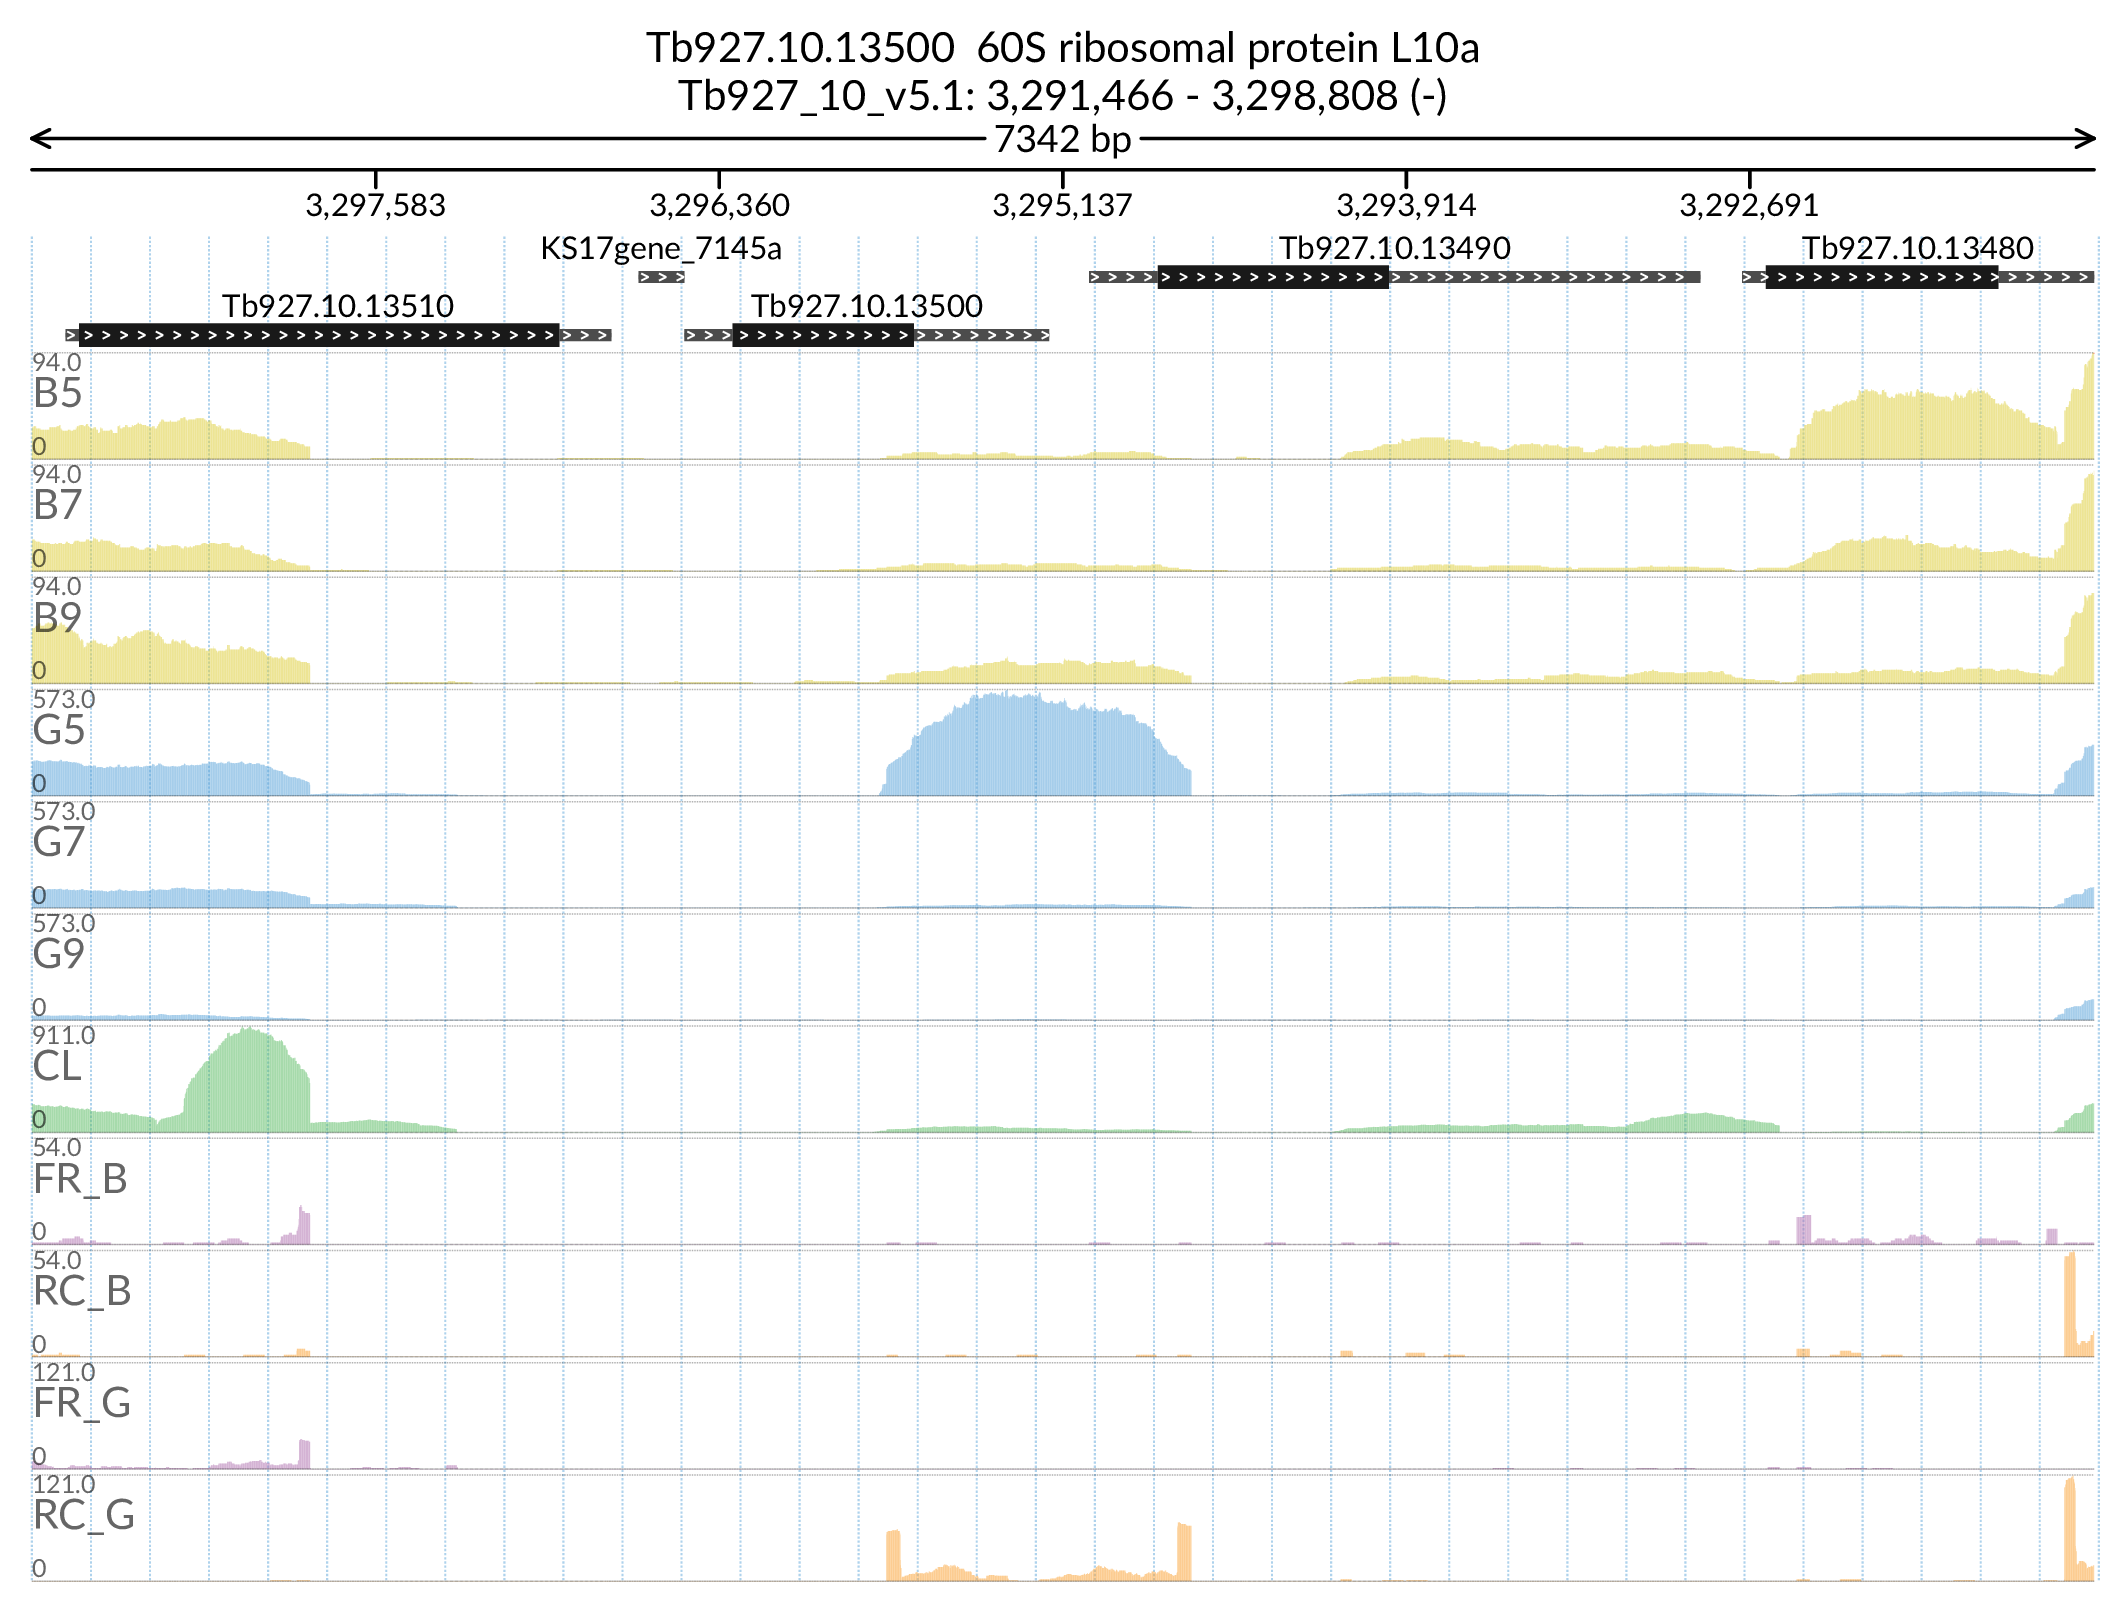 Tb927.10.13500  60S ribosomal protein L10a
Tb927_10_v5.1: 3,291,466 - 3,298,808 (-)
7342 bp
3,297,583 3,296,360 3,295,137 3,293,914 3,292,691
KS17gene_7145a Tb927.10.13490 Tb927.10.13480
Tb927.10.13510 Tb927.10.13500
94.0
B5
0
94.0
B7
0
94.0
B9
0
573.0
G5
0
573.0
G7
0
573.0
G9
0
911.0
CL
0
54.0
FR_B
0
54.0
RC_B
0
121.0
FR_G
0
121.0
RC_G
0